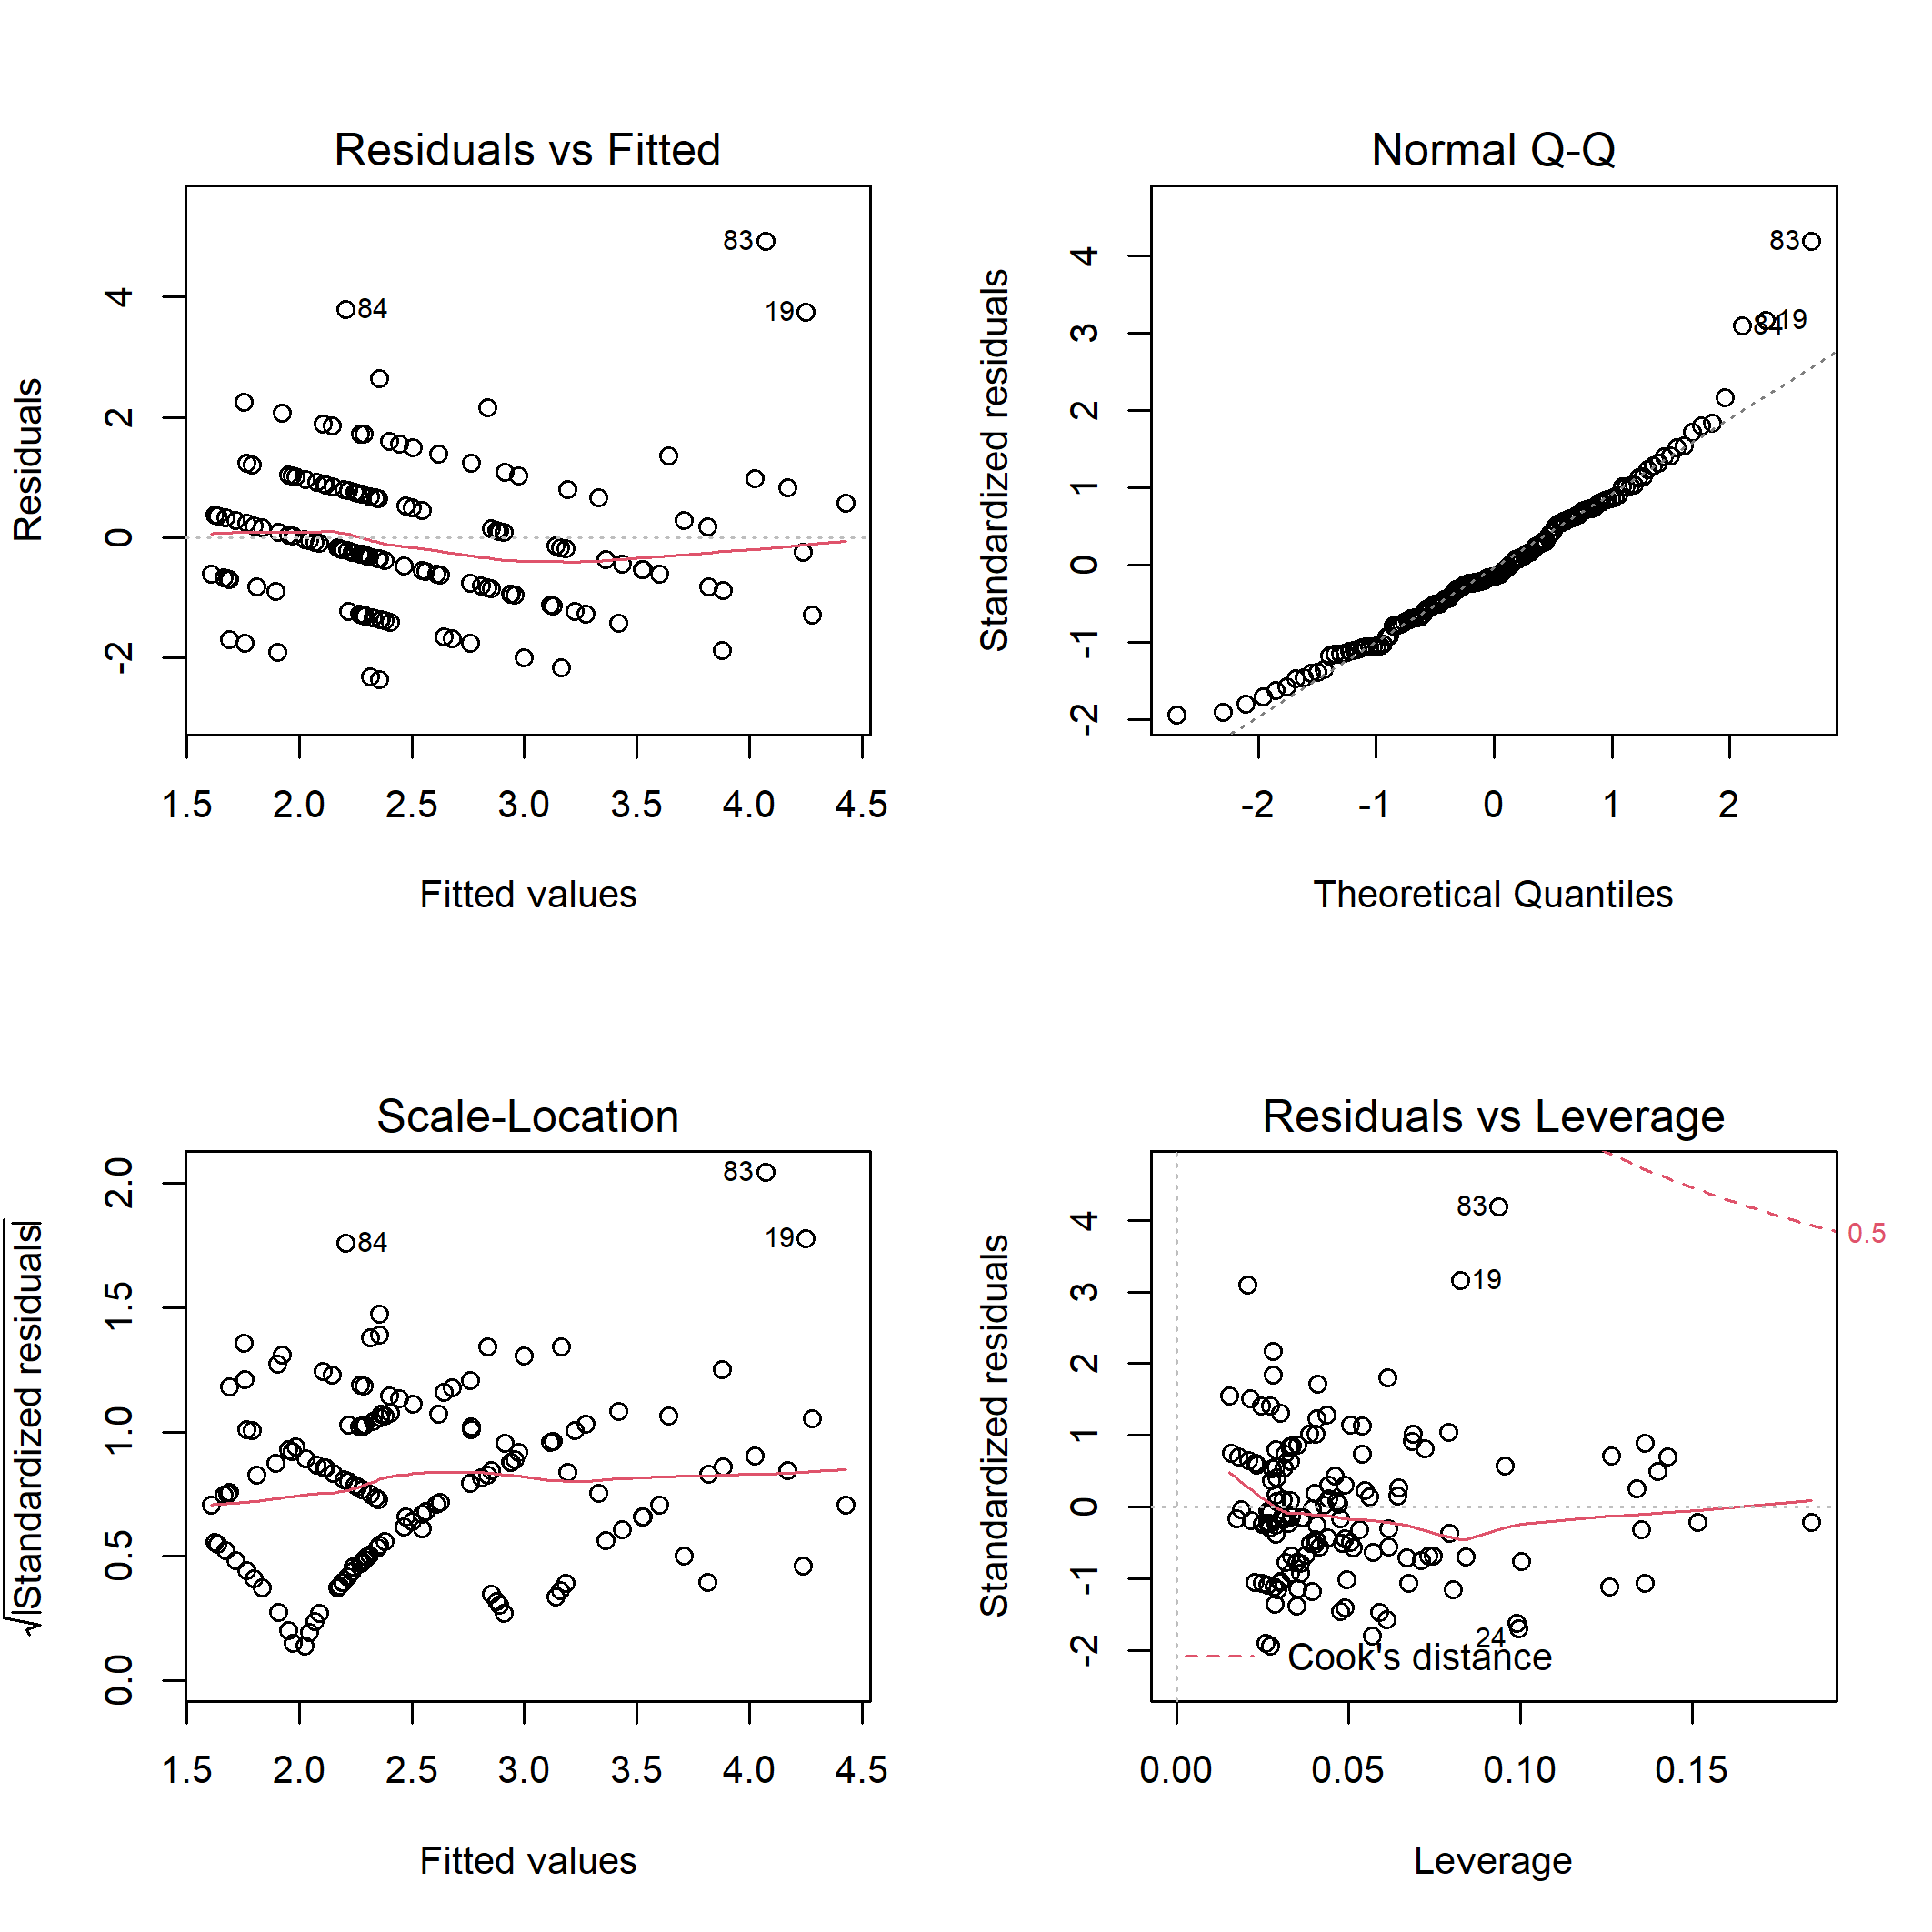 Residuals vs Fitted
Residuals
4
2
0
-2
83
84
19
1.5 2.0 2.5 3.0 3.5 4.0 4.5
Fitted values
Normal Q-Q
Standardized residuals
4
3
2
1
0
-1
-2
83
84
19
-2 -1 0 1 2
Theoretical Quantiles
Scale-Location
√|Standardized residuals|
2.0
1.5
1.0
0.5
0.0
83
84
19
1.5 2.0 2.5 3.0 3.5 4.0 4.5
Fitted values
Residuals vs Leverage
Standardized residuals
4
3
2
1
0
-1
-2
83
19
24
0.5
Cook's distance
0.00 0.05 0.10 0.15
Leverage